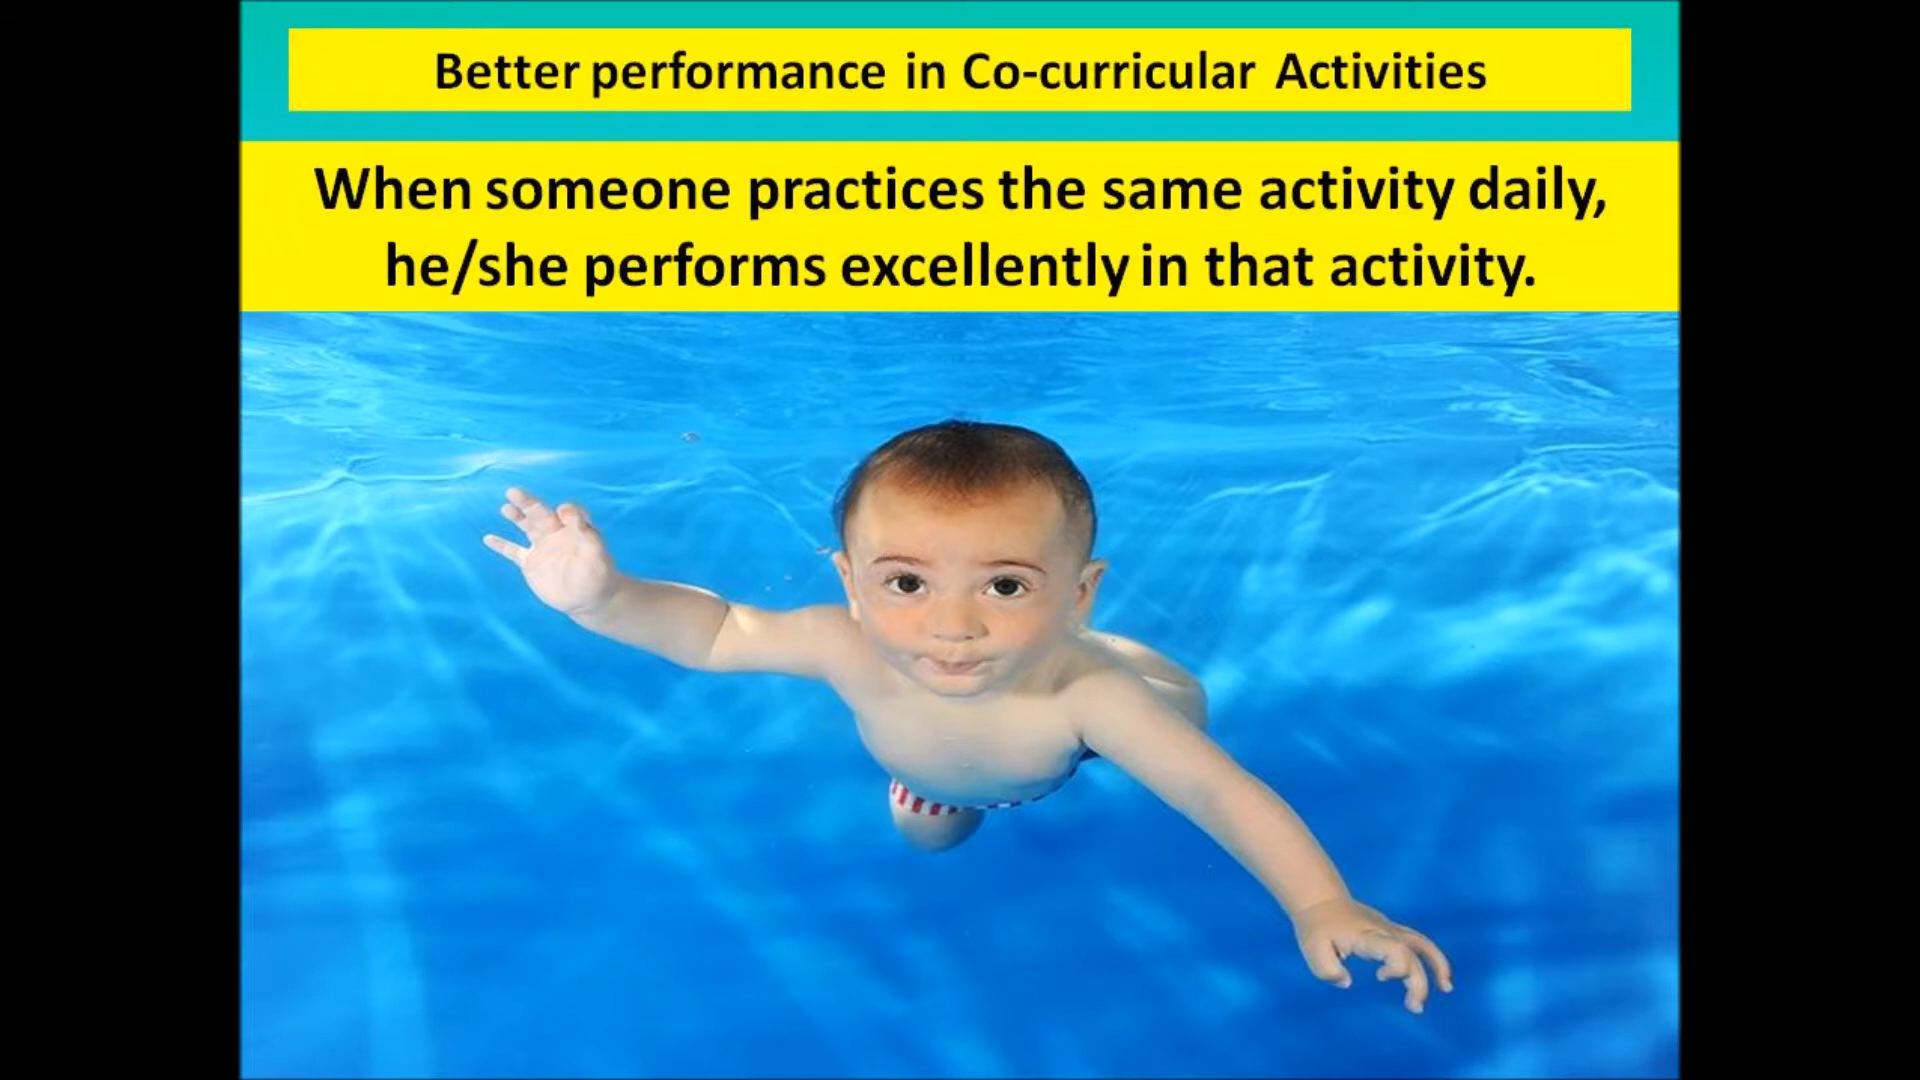 Better performance in Co-curricular Activities
When someone practices the same activity daily,
he/she performs excellently in that activity.